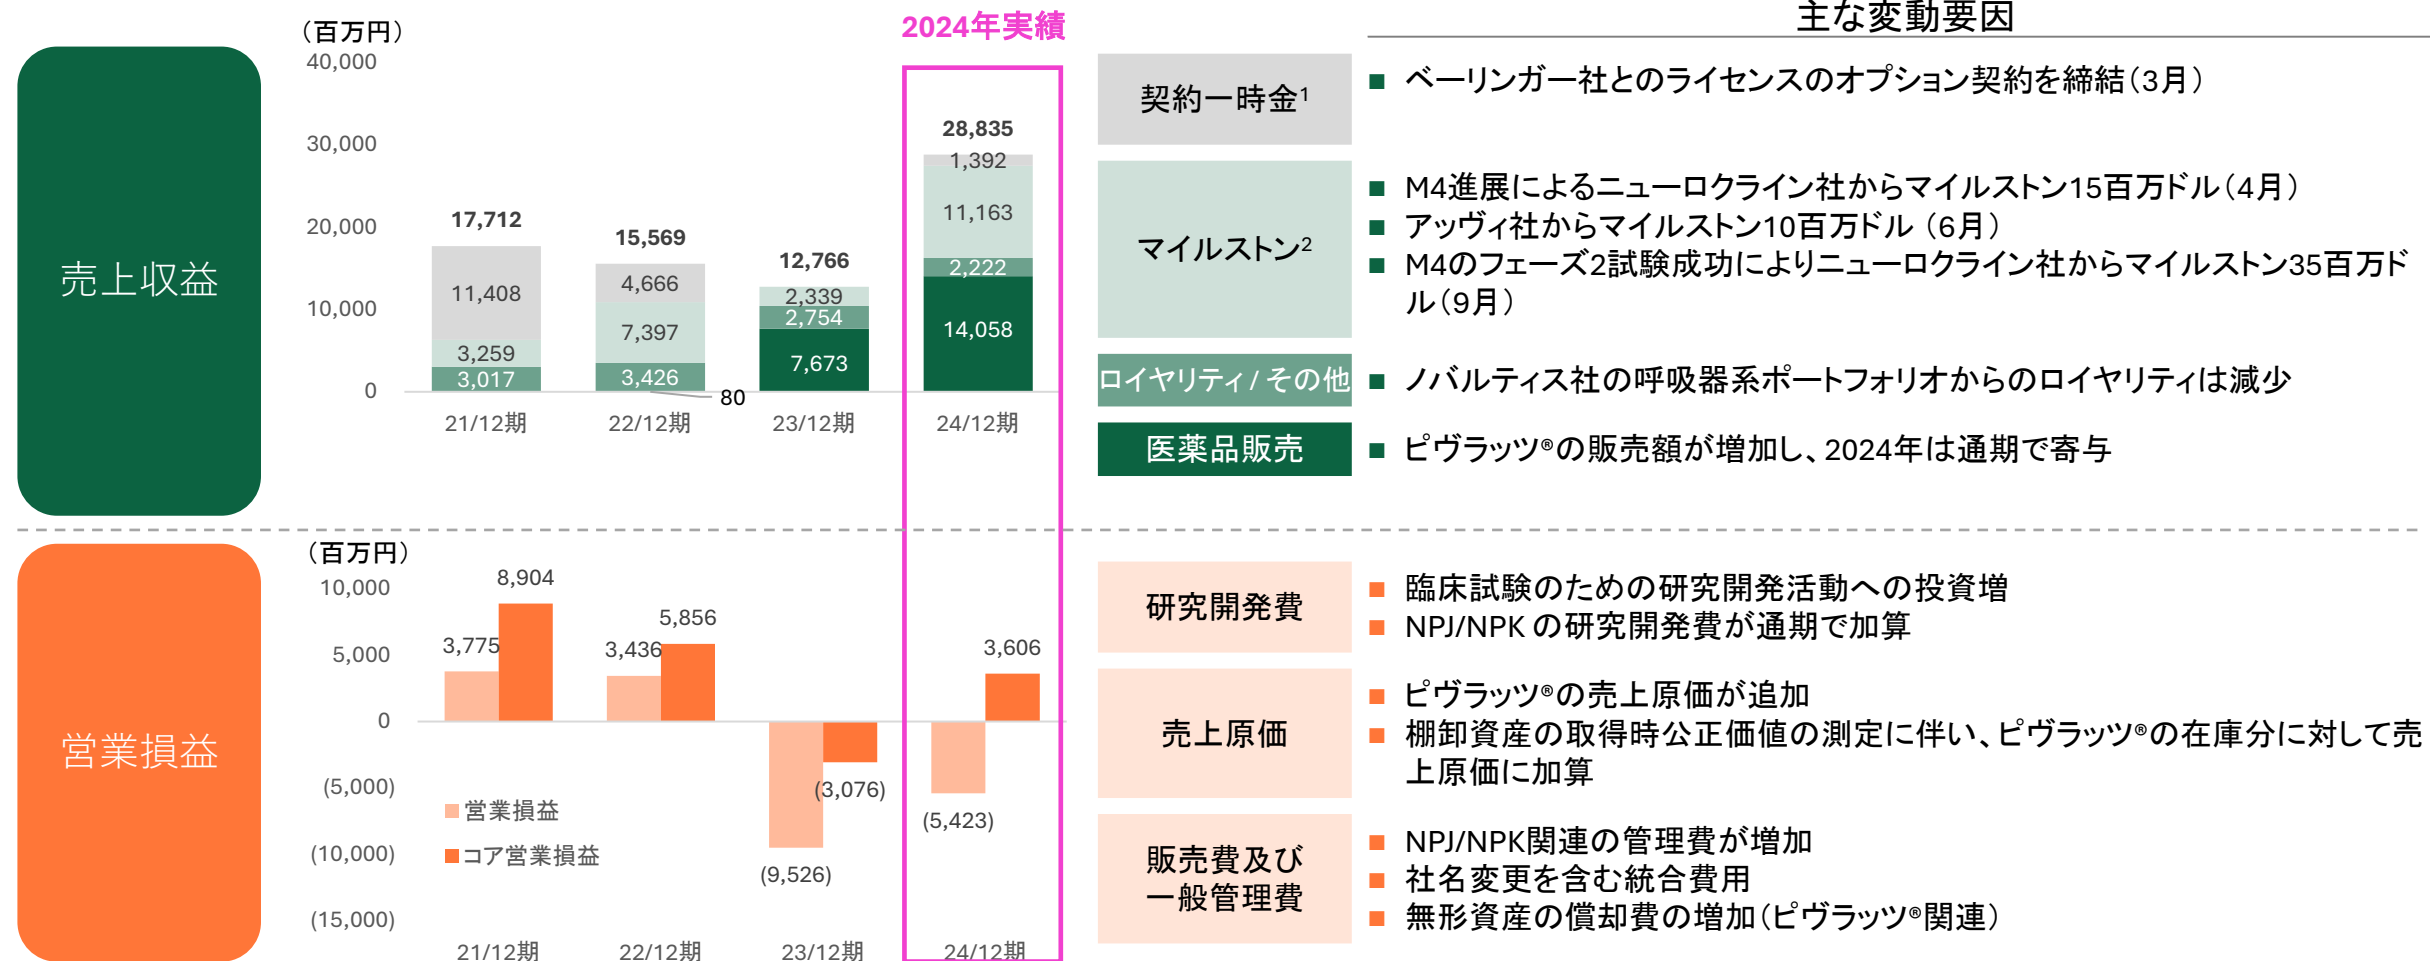 2024年実績
主な変動要因
売上収益
（百万円）
40,000
30,000
20,000
10,000
0
17,712
11,408
3,259
3,017
15,569
4,666
7,397
3,426
80
12,766
2,339
2,754
7,673
28,835
1,392
11,163
2,222
14,058
21/12期
22/12期
23/12期
24/12期
契約一時金1
■ ベーリンガー社とのライセンスのオプション契約を締結（3月）
マイルストン2
■ M4進展によるニューロクライン社からマイルストン15百万ドル（4月）
■ アッヴィ社からマイルストン10百万ドル （6月）
■ M4のフェーズ2試験成功によりニューロクライン社からマイルストン35百万ド
ル（9月）
ロイヤリティ / その他
■ ノバルティス社の呼吸器系ポートフォリオからのロイヤリティは減少
医薬品販売
■ ピヴラッツ®の販売額が増加し、2024年は通期で寄与
営業損益
（百万円）
10,000
5,000
0
(5,000)
(10,000)
(15,000)
3,775
8,904
3,436
5,856
(9,526)
(3,076)
(5,423)
3,606
営業損益
コア営業損益
21/12期
22/12期
23/12期
24/12期
研究開発費
■ 臨床試験のための研究開発活動への投資増
■ NPJ/NPK の研究開発費が通期で加算
売上原価
■ ピヴラッツ®の売上原価が追加
■ 棚卸資産の取得時公正価値の測定に伴い、ピヴラッツ®の在庫分に対して売
上原価に加算
販売費及び
一般管理費
■ NPJ/NPK関連の管理費が増加
■ 社名変更を含む統合費用
■ 無形資産の償却費の増加（ピヴラッツ®関連）